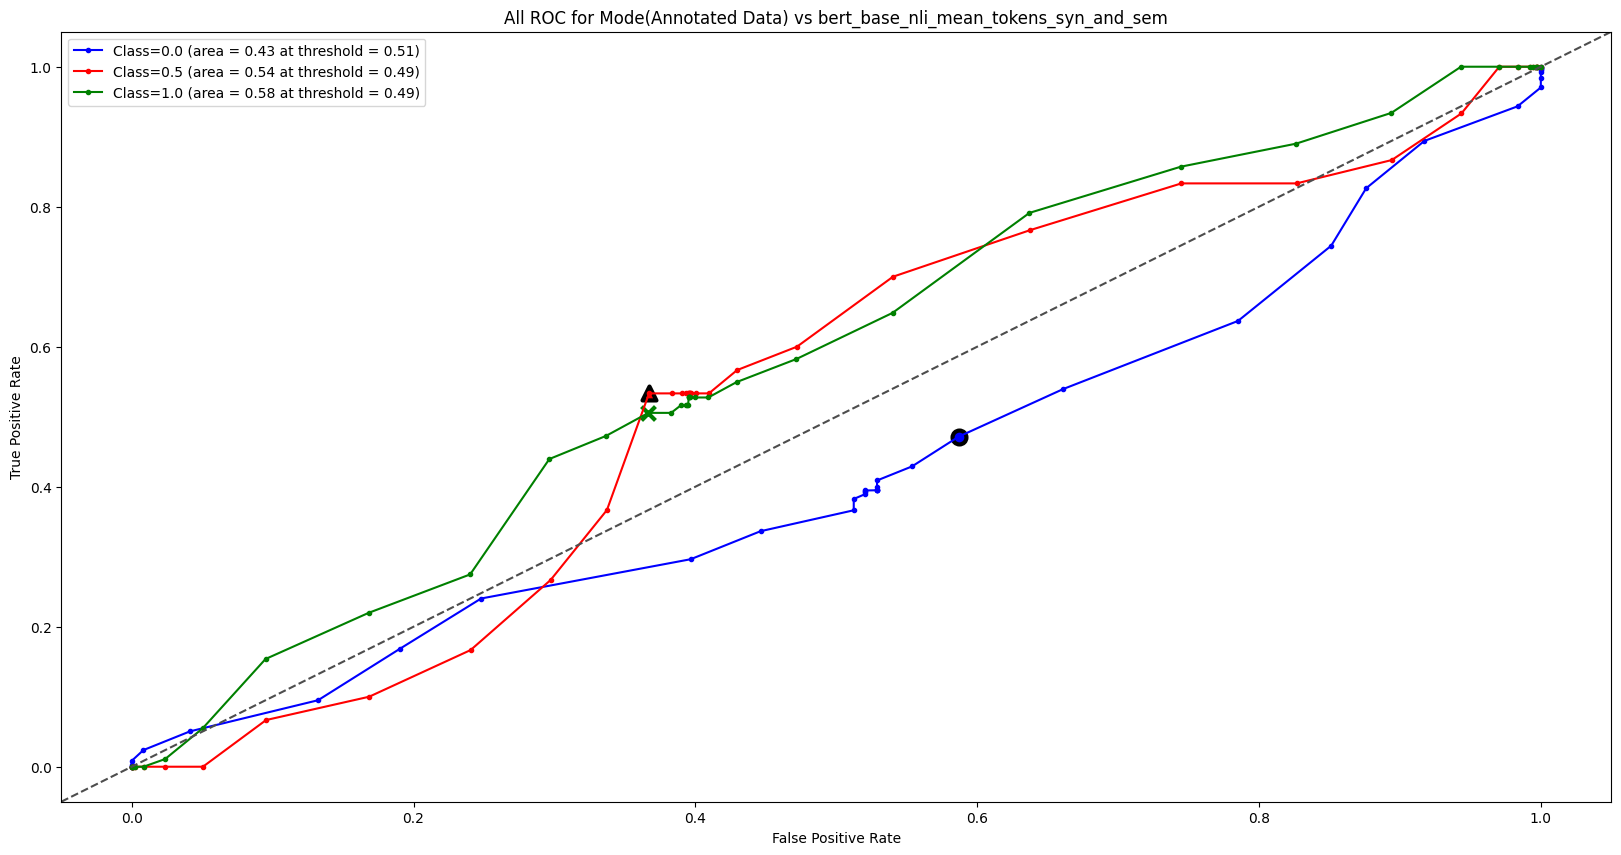 All ROC for Mode(Annotated Data) vs bert_base_nli_mean_tokens_syn_and_sem
Class=0.0 (area = 0.43 at threshold = 0.51)
Class=0.5 (area = 0.54 at threshold = 0.49)
Class=1.0 (area = 0.58 at threshold = 0.49)
True Positive Rate
1.0
0.8
0.6
0.4
0.2
0.0
0.0 0.2 0.4 0.6 0.8 1.0
False Positive Rate